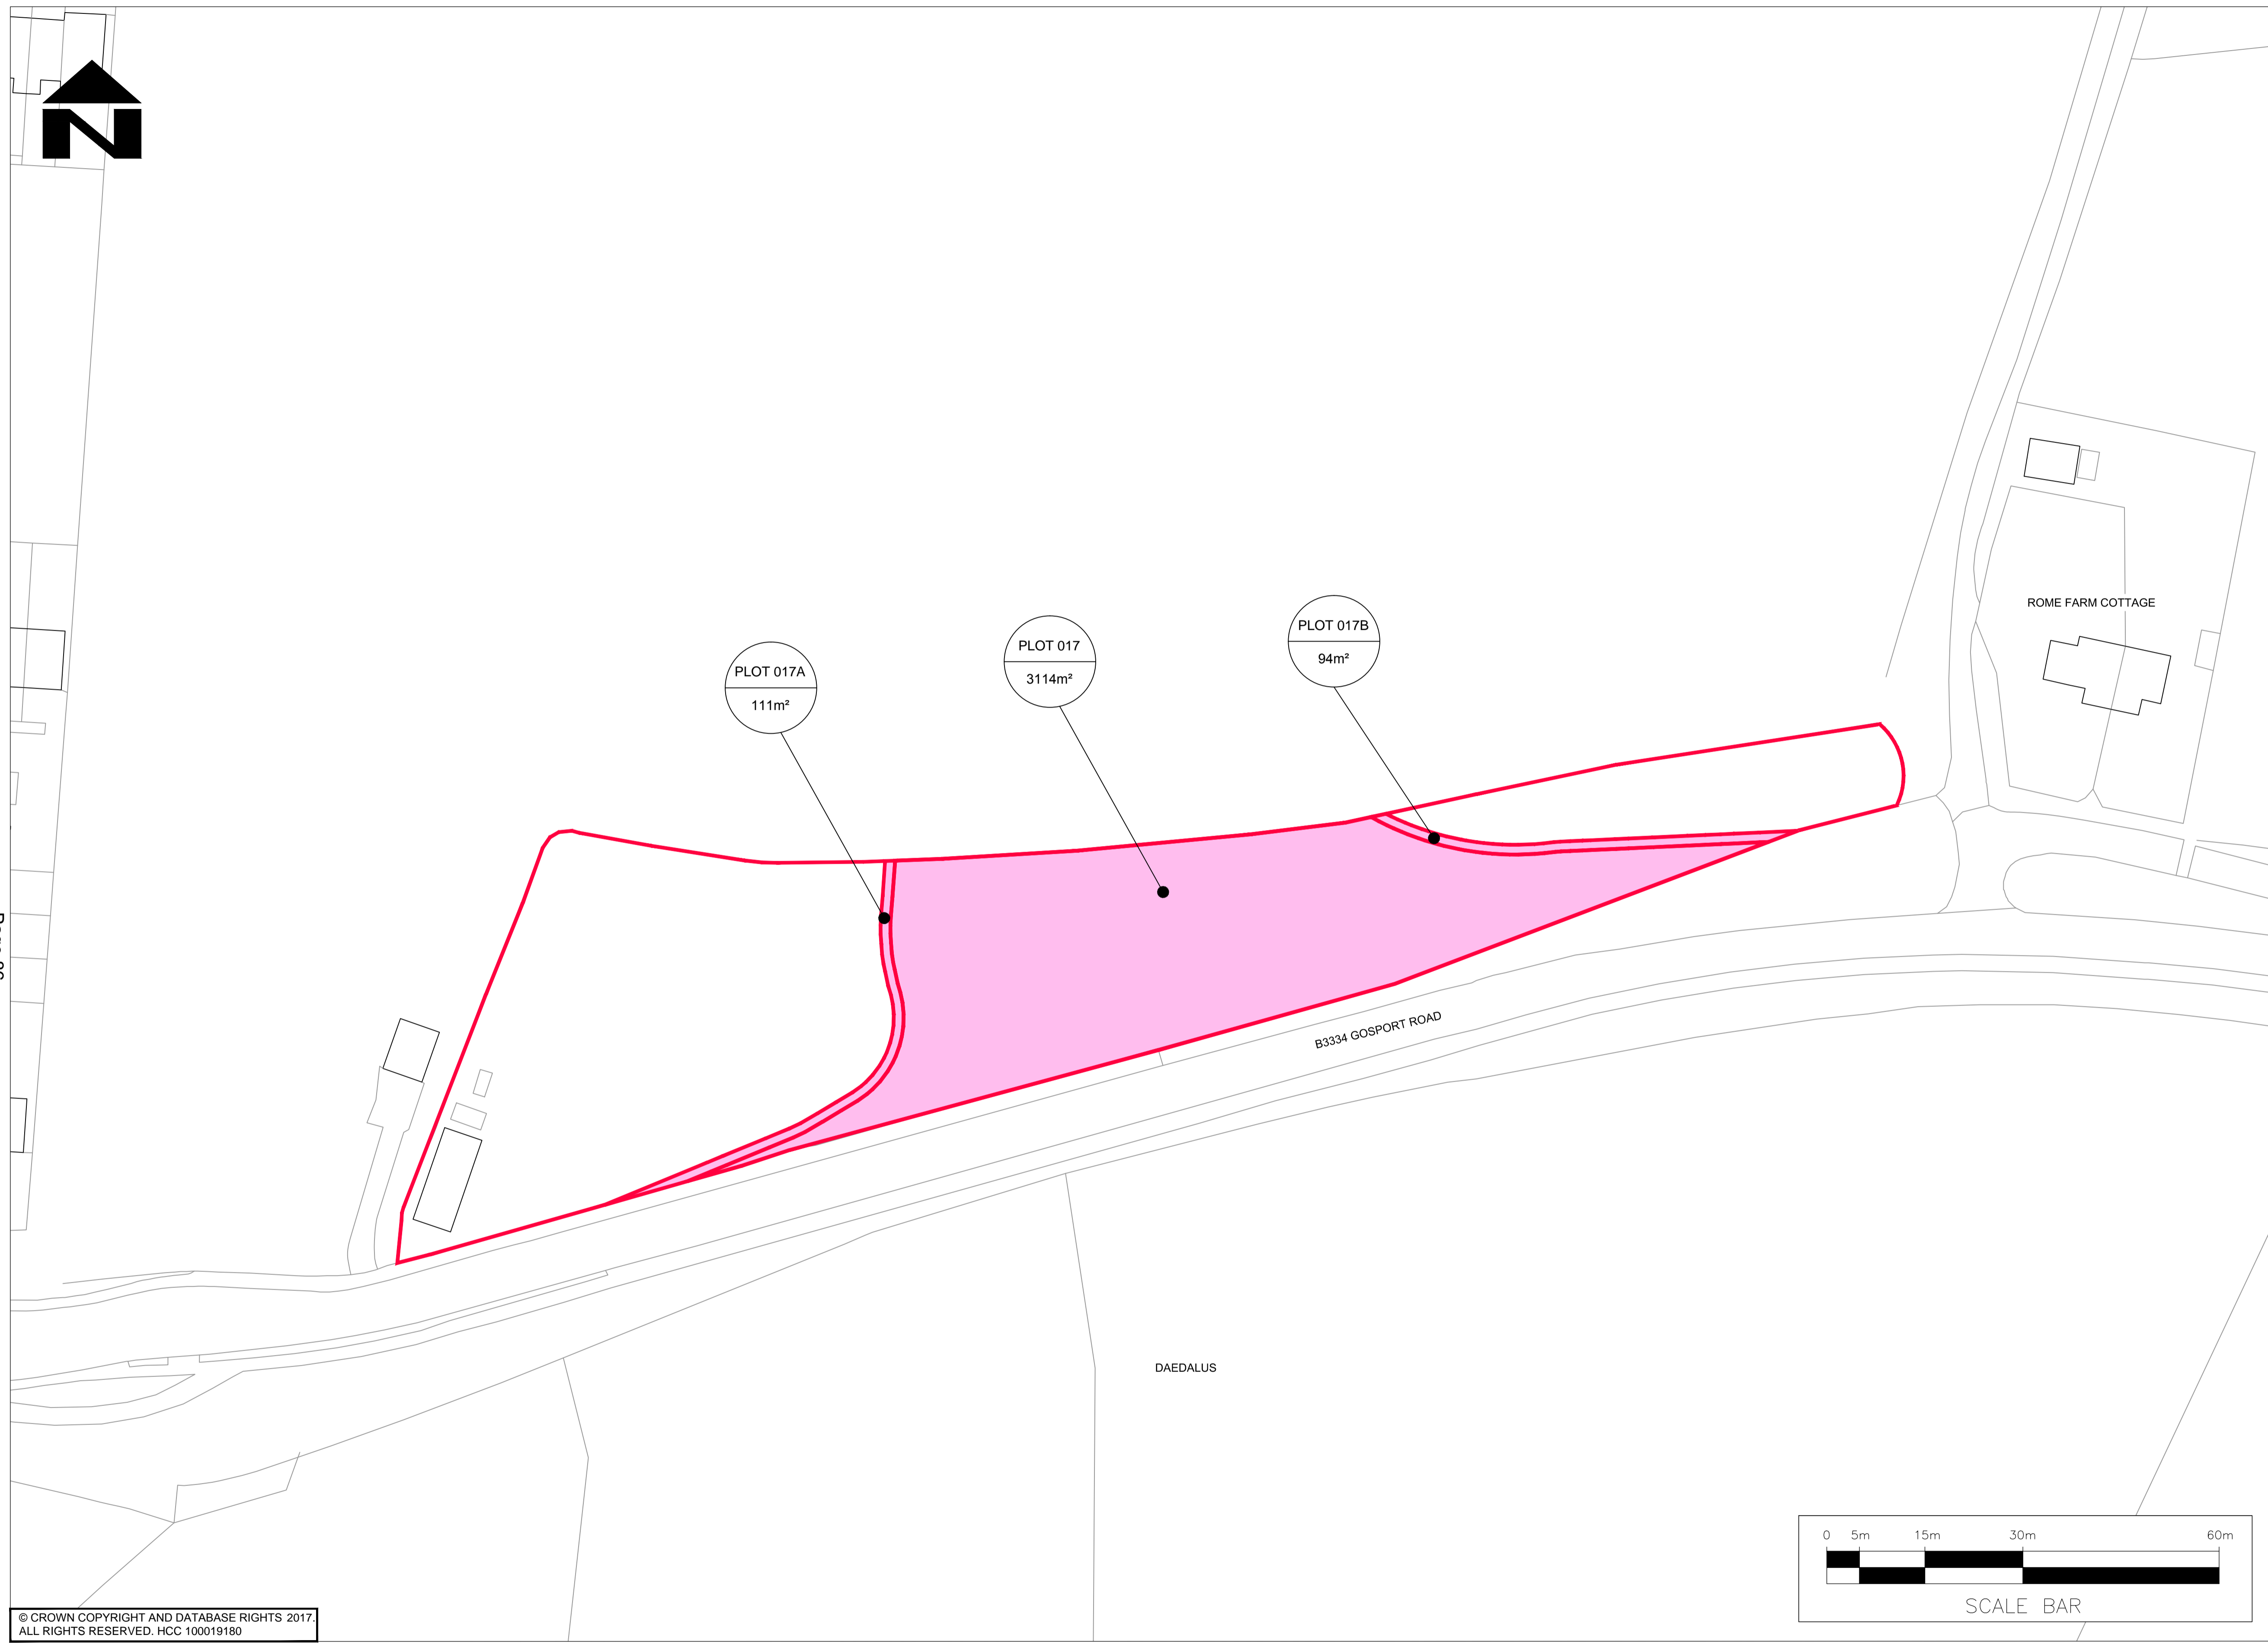 N
PLOT 017A
111m²
PLOT 017
3114m²
PLOT 017B
94m²
ROME FARM COTTAGE
B3334 GOSPORT ROAD
DAEDALUS
0 5m 15m 30m 60m
SCALE BAR
© CROWN COPYRIGHT AND DATABASE RIGHTS 2017.
ALL RIGHTS RESERVED. HCC 100019180